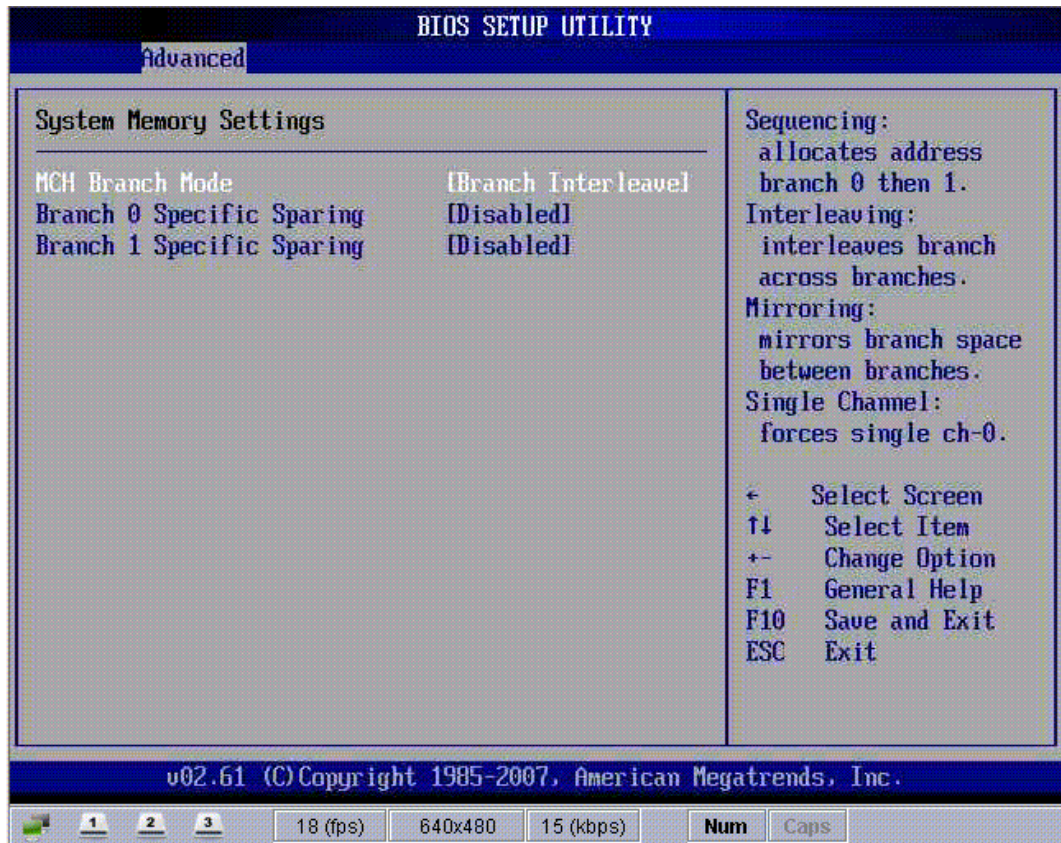 BIOS SETUP UTILITY
Advanced
System Memory Settings
MCH Branch Mode [Branch Interleave]
Branch 0 Specific Sparing [Disabled]
Branch 1 Specific Sparing [Disabled]
Sequencing:
allocates address
branch 0 then 1.
Interleaving:
interleaves branch
across branches.
Mirroring:
mirrors branch space
between branches.
Single Channel:
forces single ch-0.
← Select Screen
↑↓ Select Item
+- Change Option
F1 General Help
F10 Save and Exit
ESC Exit
v02.61 (C)Copyright 1985-2007, American Megatrends, Inc.
1 2 3 18 (fps) 640x480 15 (kbps) Num Caps